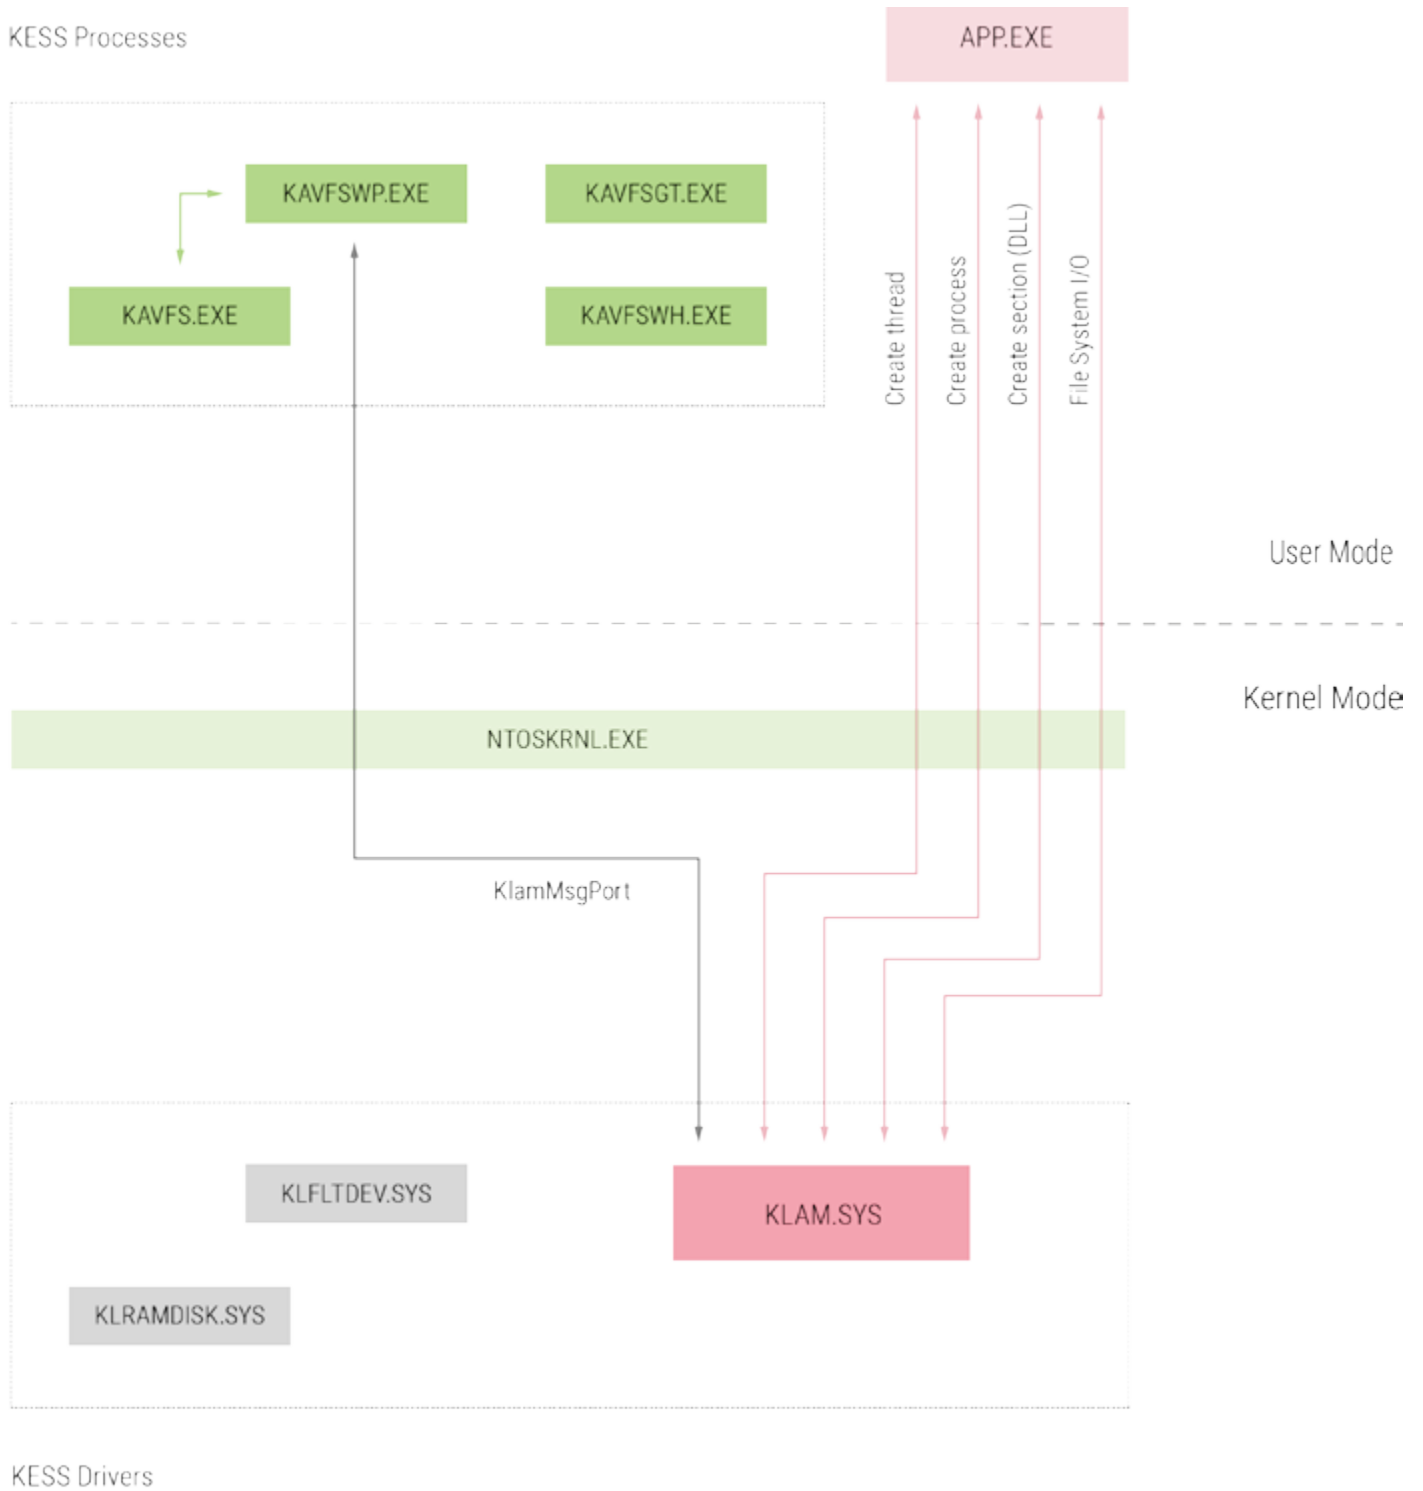 KESS Processes
APP.EXE
KAVFSWP.EXE
KAVFSGT.EXE
KAVFS.EXE
KAVFSWH.EXE
Create thread
Create process
Create section (DLL)
File System I/O
User Mode
Kernel Mode
NTOSKRNL.EXE
KlamMsgPort
KLFLTDEV.SYS
KLAM.SYS
KLRAMDISK.SYS
KESS Drivers